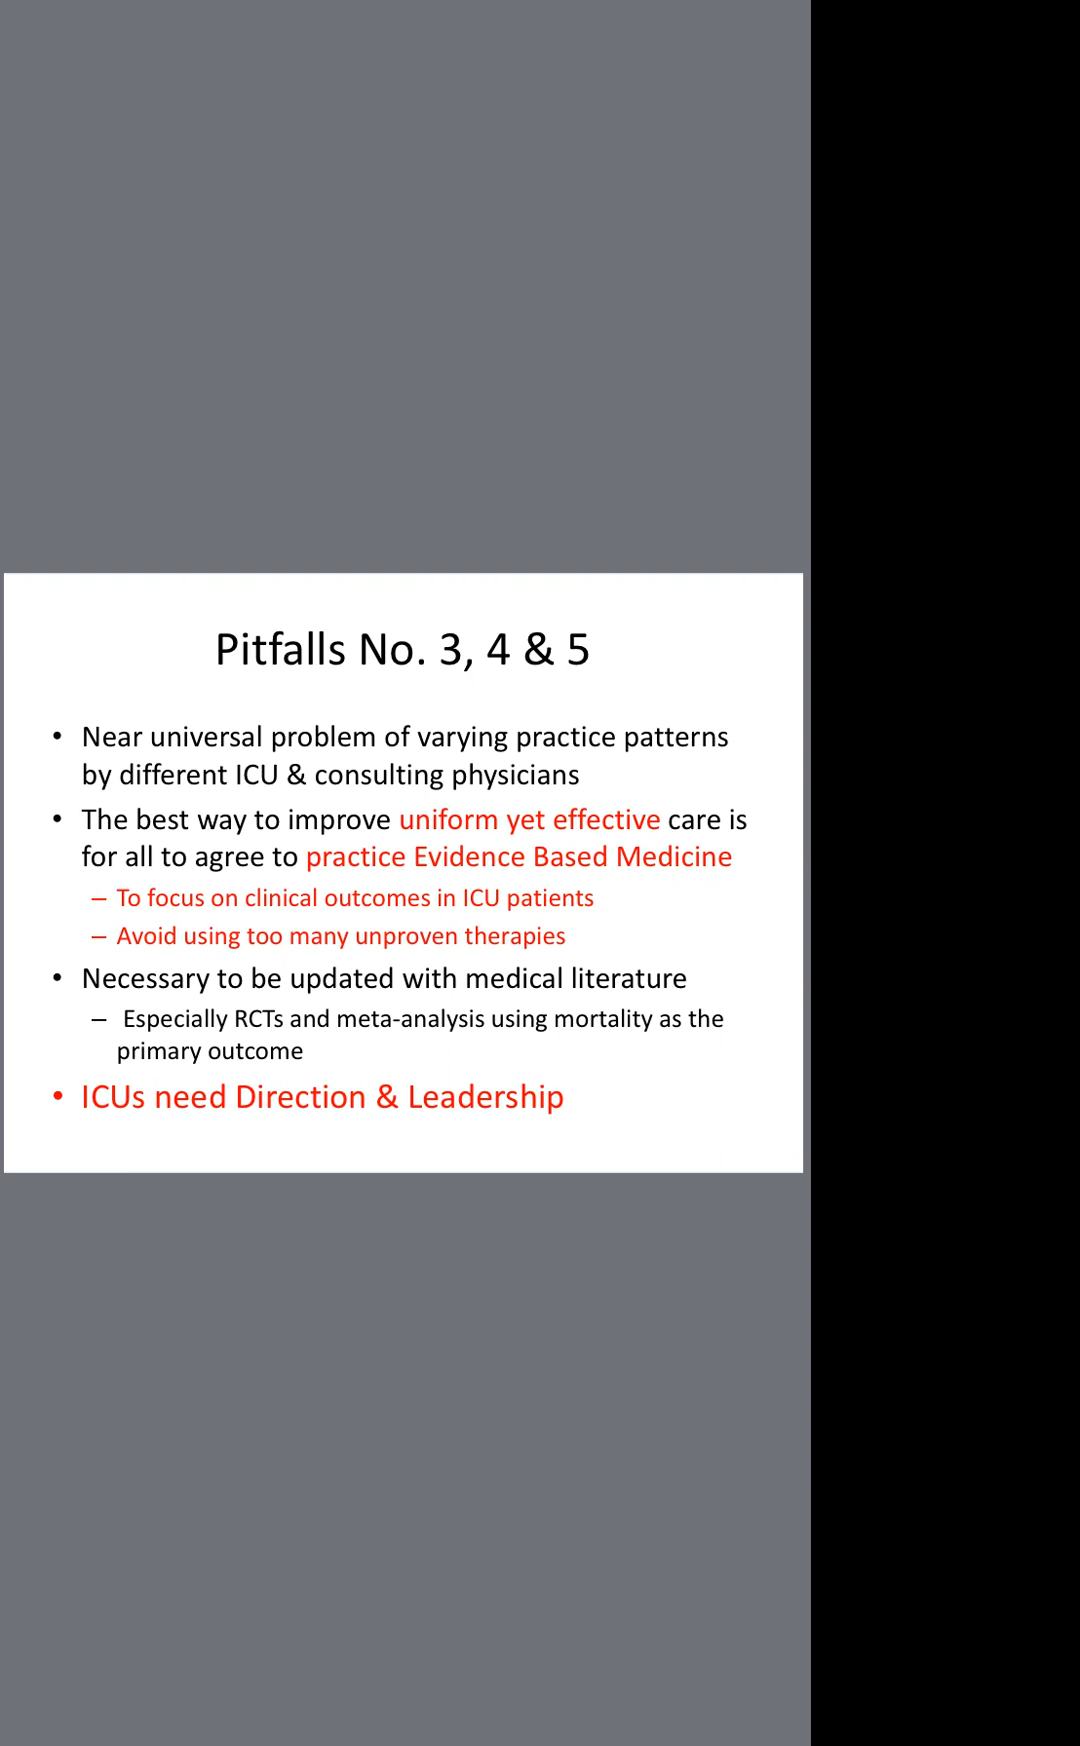 Pitfalls No. 3, 4 & 5
• Near universal problem of varying practice patterns
by different ICU & consulting physicians
• The best way to improve uniform yet effective care is
for all to agree to practice Evidence Based Medicine
– To focus on clinical outcomes in ICU patients
– Avoid using too many unproven therapies
• Necessary to be updated with medical literature
– Especially RCTs and meta-analysis using mortality as the
primary outcome
• ICUs need Direction & Leadership